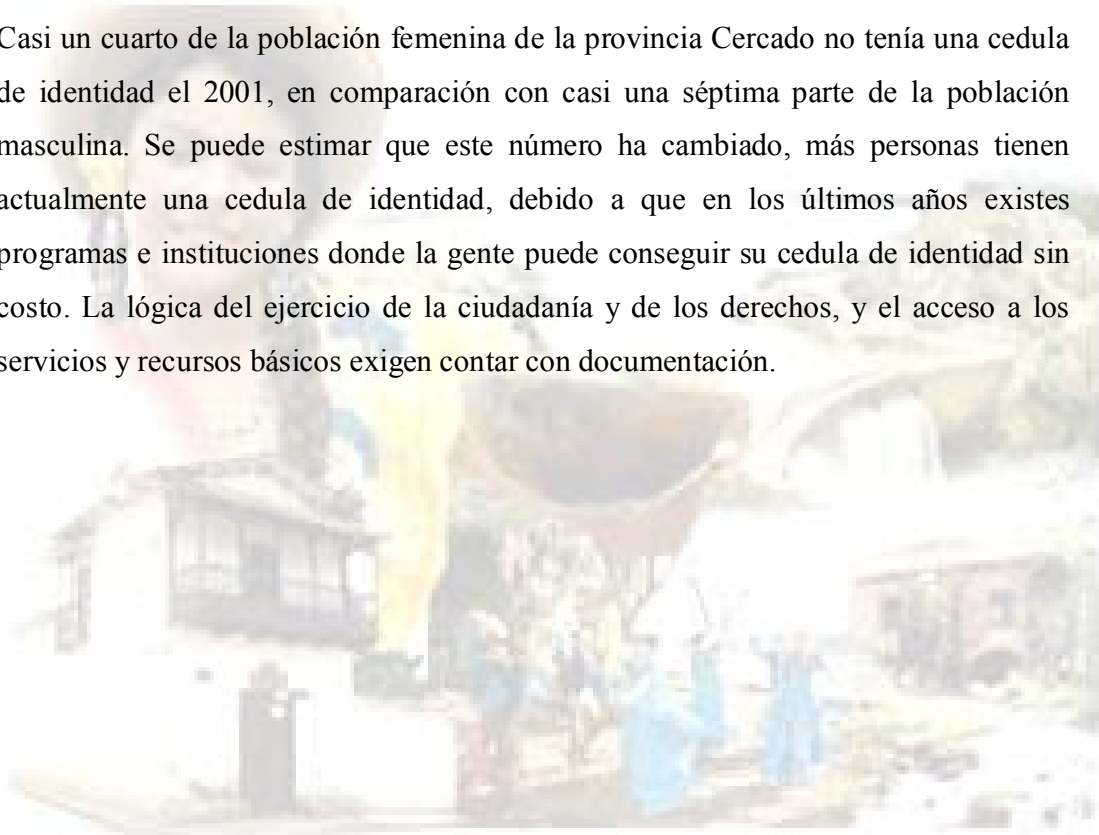 Casi un cuarto de la población femenina de la provincia Cercado no tenía una cedula
de identidad el 2001, en comparación con casi una séptima parte de la población
masculina. Se puede estimar que este número ha cambiado, más personas tienen
actualmente una cedula de identidad, debido a que en los últimos años existes
programas e instituciones donde la gente puede conseguir su cedula de identidad sin
costo. La lógica del ejercicio de la ciudadanía y de los derechos, y el acceso a los
servicios y recursos básicos exigen contar con documentación.